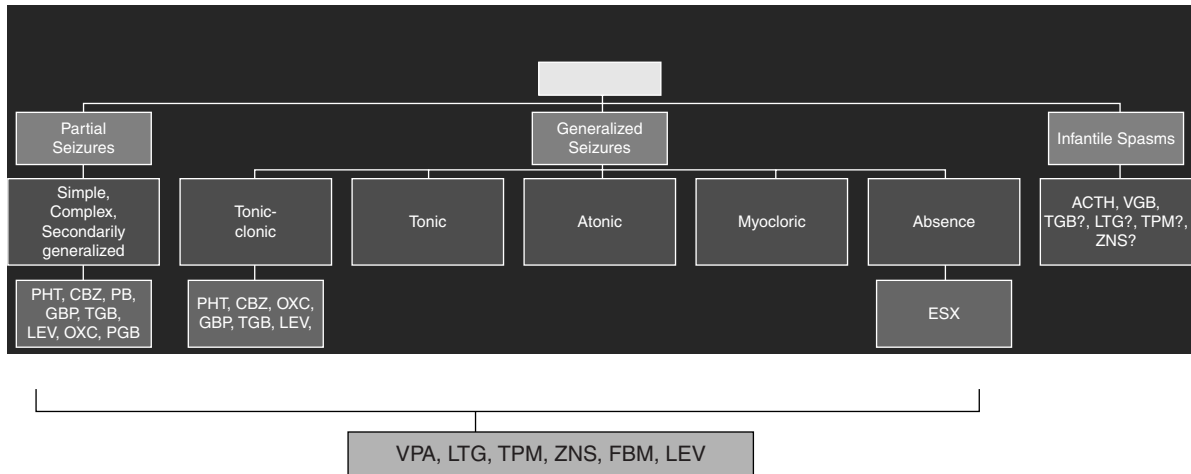 Partial
Seizures
Generalized
Seizures
Infantile Spasms
Simple,
Complex,
Secondarily
generalized
Tonic-
clonic
Tonic
Atonic
Myocloric
Absence
ACTH, VGB,
TGB?, LTG?, TPM?,
ZNS?
PHT, CBZ, PB,
GBP, TGB,
LEV, OXC, PGB
PHT, CBZ, OXC,
GBP, TGB, LEV,
ESX
VPA, LTG, TPM, ZNS, FBM, LEV